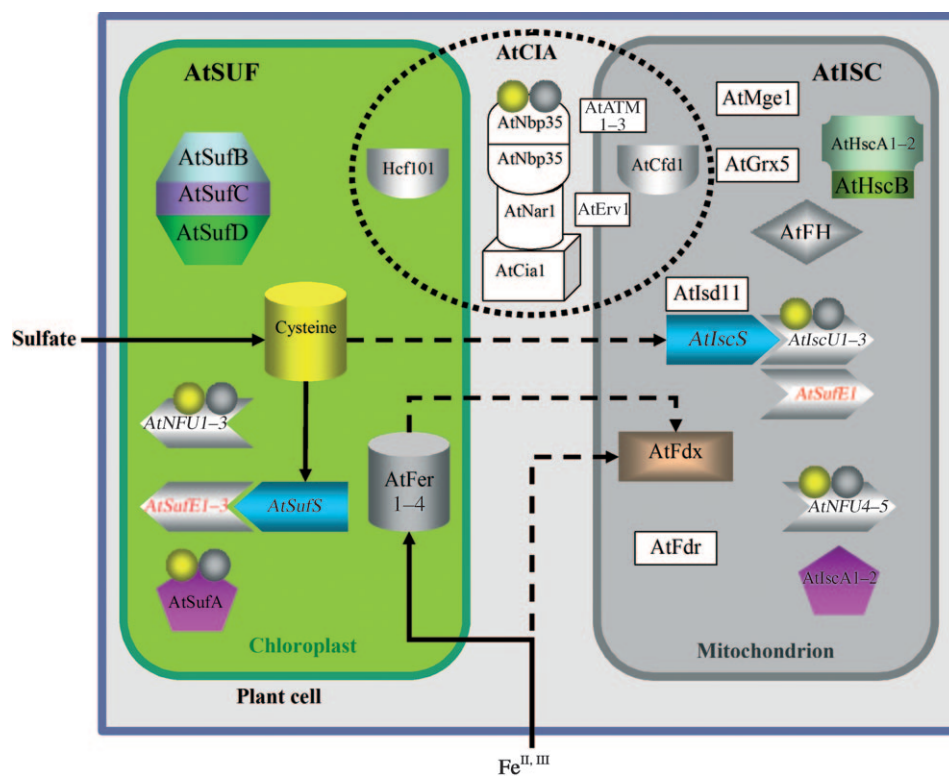 AtSUF
AtSufB
AtSufC
AtSufD
Hcf101
Sulfate
Cysteine
AtNFU1–3
AtSufE1–3
AtSufS
AtFer
1–4
AtSufA
Chloroplast
Plant cell
AtCIA
AtNbp35
AtATM
1–3
AtNbp35
AtNar1
AtErv1
AtCia1
AtCfd1
AtISC
AtMge1
AtGrx5
AtHscA1–2
AtHscB
AtFH
AtIsd11
AtIscS
AtIscU1–3
AtSufE1
AtFdx
AtNFU4–5
AtFdr
AtIscA1–2
Mitochondrion
Feᴵᴵ, ᴵᴵᴵ